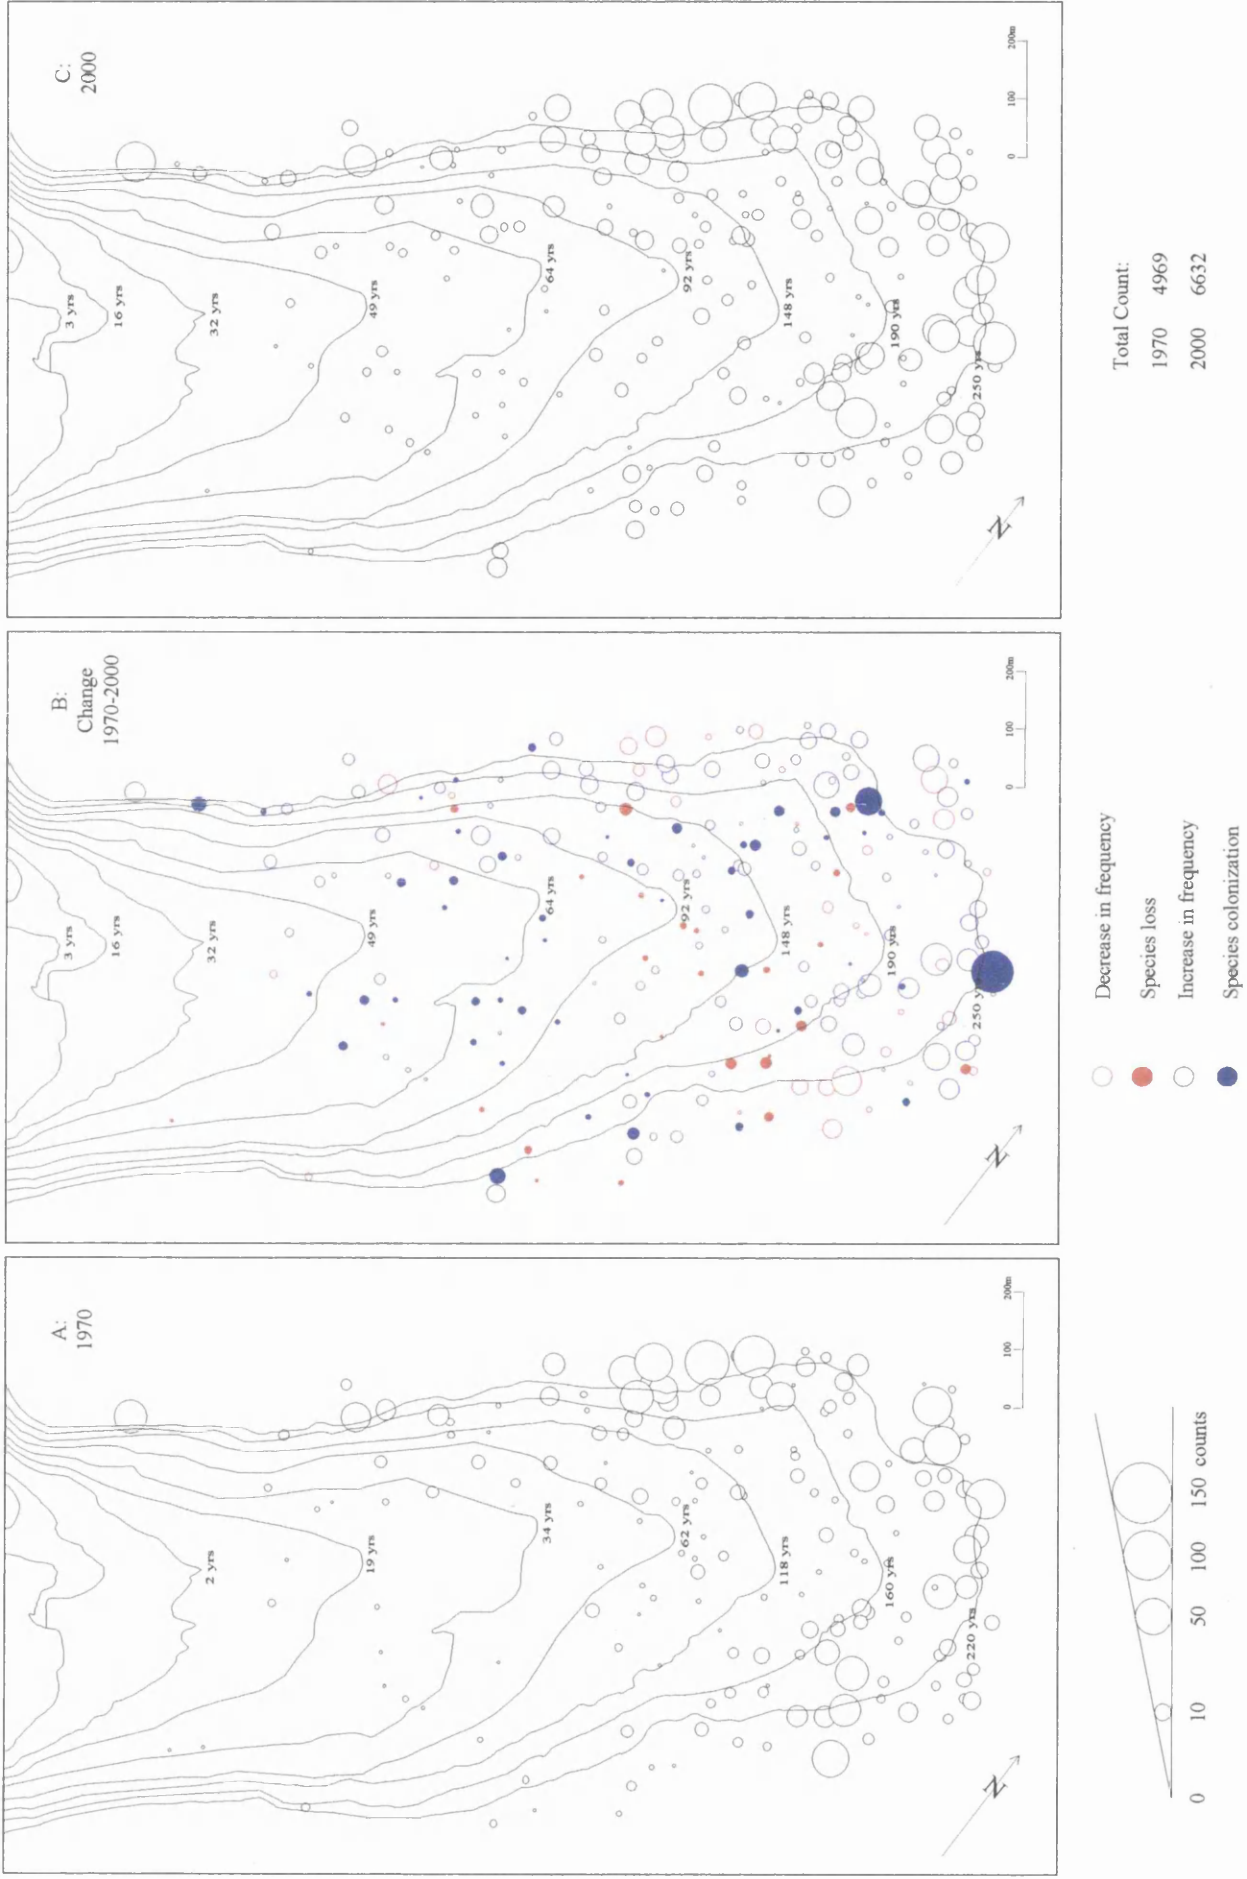 A:
1970
2 yrs
19 yrs
34 yrs
62 yrs
118 yrs
160 yrs
220 yrs
N
0 100 200m
B:
Change
1970-2000
3 yrs
16 yrs
32 yrs
49 yrs
64 yrs
92 yrs
148 yrs
190 yrs
250 yrs
N
0 100 200m
C:
2000
3 yrs
16 yrs
32 yrs
49 yrs
64 yrs
92 yrs
148 yrs
190 yrs
250 yrs
N
0 100 200m
0 10 50 100 150 counts
Decrease in frequency
Species loss
Increase in frequency
Species colonization
Total Count:
1970 4969
2000 6632